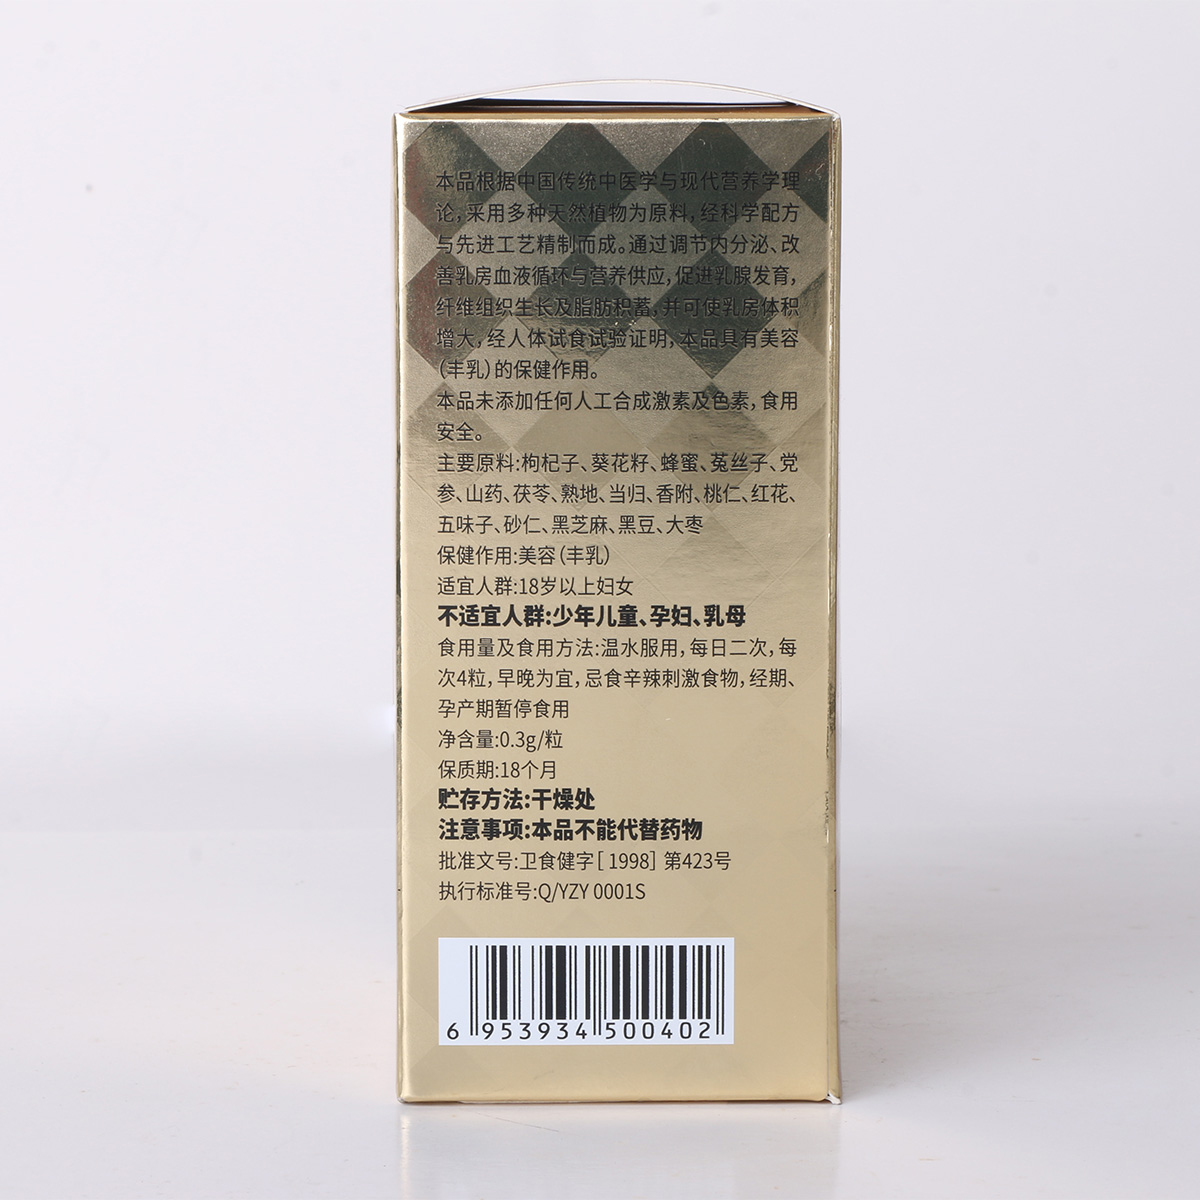 本品根据中国传统中医学与现代营养学理
论,采用多种天然植物为原料,经科学配方
与先进工艺精制而成。通过调节内分泌、改
善乳房血液循环与营养供应,促进乳腺发育,
纤维组织生长及脂肪积蓄,并可使乳房体积
增大,经人体试食试验证明,本品具有美容
(丰乳)的保健作用。
本品未添加任何人工合成激素及色素,食用
安全。
主要原料:枸杞子、葵花籽、蜂蜜、菟丝子、党
参、山药、茯苓、熟地、当归、香附、桃仁、红花、
五味子、砂仁、黑芝麻、黑豆、大枣
保健作用:美容(丰乳)
适宜人群:18岁以上妇女
不适宜人群:少年儿童、孕妇、乳母
食用量及食用方法:温水服用,每日二次,每
次4粒,早晚为宜,忌食辛辣刺激食物,经期、
孕产期暂停食用
净含量:0.3g/粒
保质期:18个月
贮存方法:干燥处
注意事项:本品不能代替药物
批准文号:卫食健字[1998]第423号
执行标准号:Q/YZY 0001S
6 953934 500402